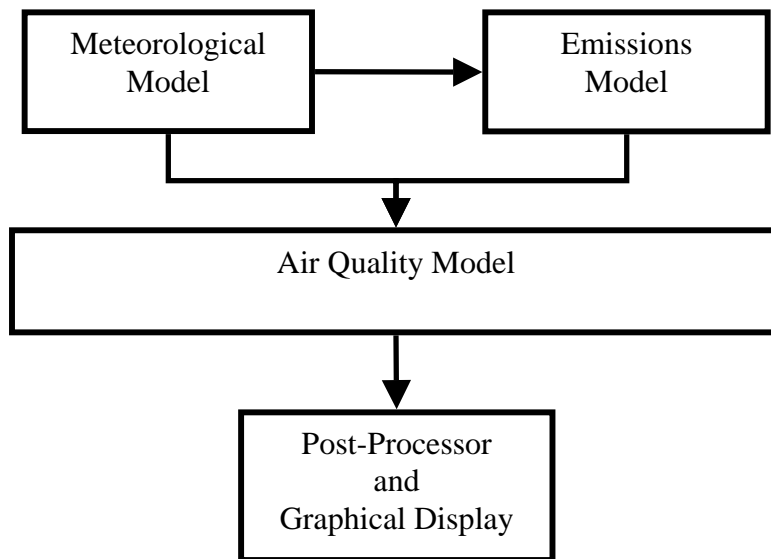 Meteorological
Model
Emissions
Model
Air Quality Model
Post-Processor
and
Graphical Display